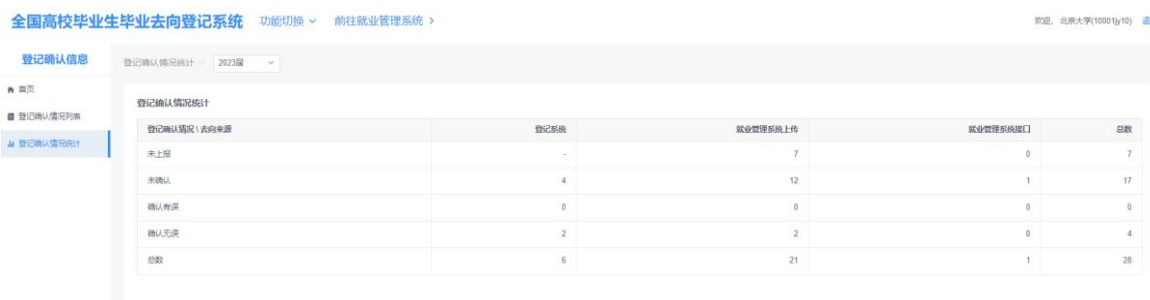 全国高校毕业生毕业去向登记系统 功能切换 前往就业管理系统 > 欢迎, 北京大学(10001jy10) 退
登记确认信息
登记确认情况统计 / 2023届
首页
登记确认情况列表
登记确认情况统计
登记确认情况统计
登记确认情况 \ 去向来源 登记系统 就业管理系统上传 就业管理系统接口 总数
未上报 - 7 0 7
未确认 4 12 1 17
确认有误 0 0 0 0
确认无误 2 2 0 4
总数 6 21 1 28